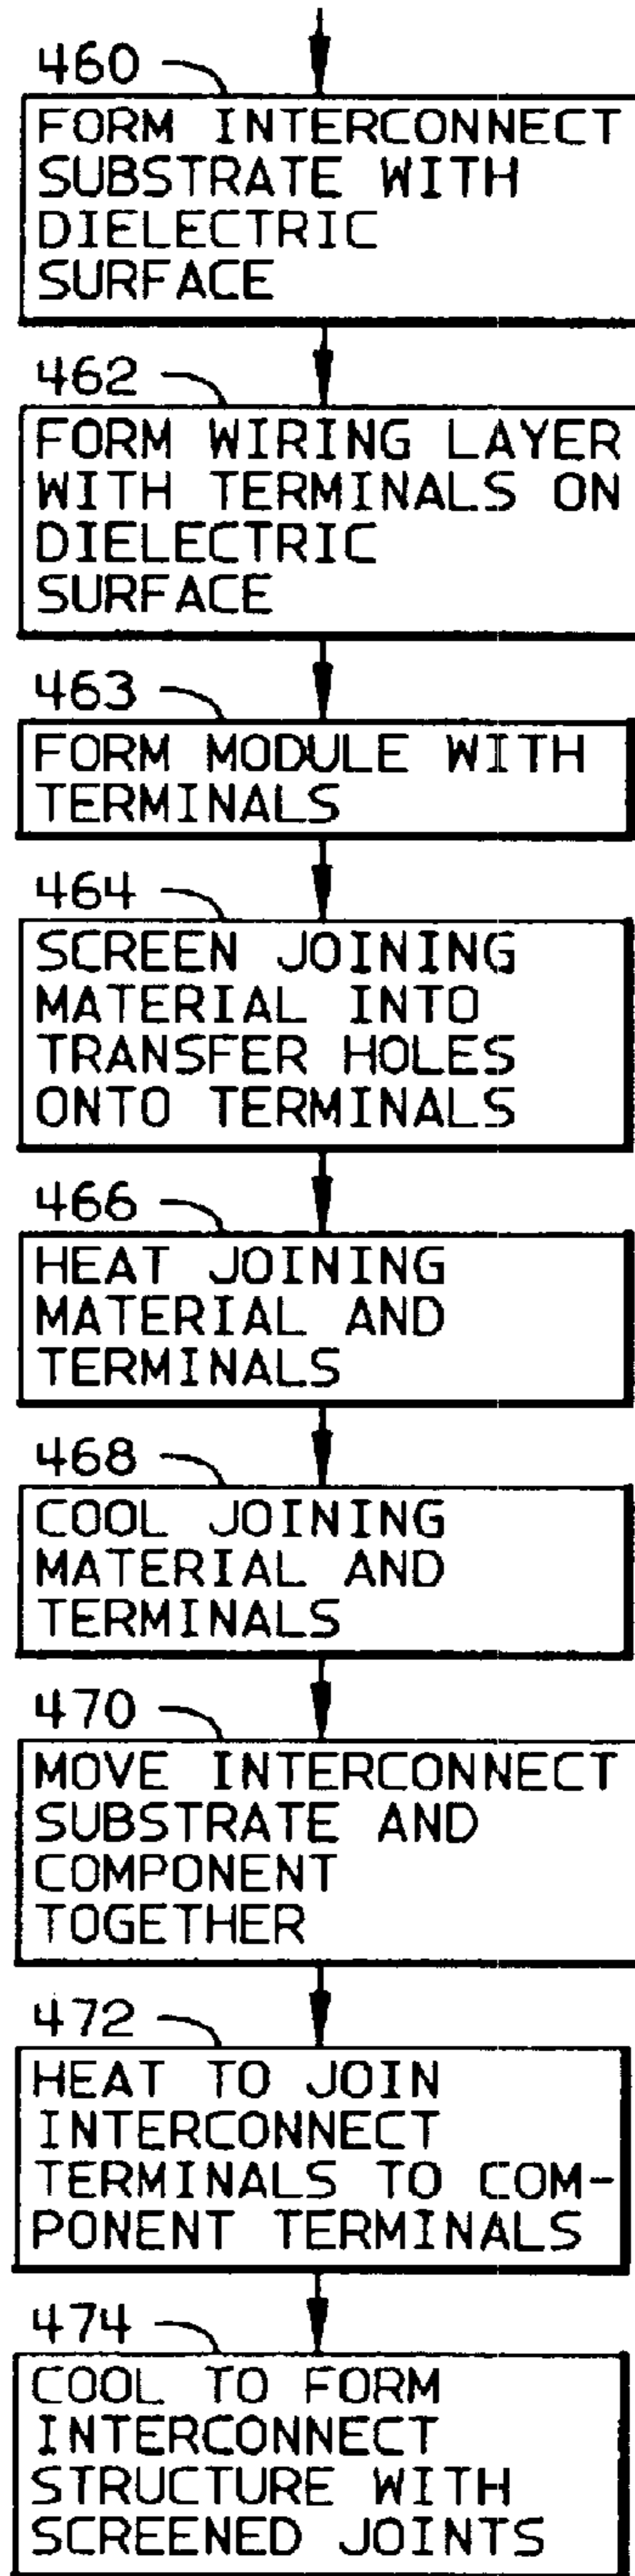 460
FORM INTERCONNECT
SUBSTRATE WITH
DIELECTRIC
SURFACE
462
FORM WIRING LAYER
WITH TERMINALS ON
DIELECTRIC
SURFACE
463
FORM MODULE WITH
TERMINALS
464
SCREEN JOINING
MATERIAL INTO
TRANSFER HOLES
ONTO TERMINALS
466
HEAT JOINING
MATERIAL AND
TERMINALS
468
COOL JOINING
MATERIAL AND
TERMINALS
470
MOVE INTERCONNECT
SUBSTRATE AND
COMPONENT
TOGETHER
472
HEAT TO JOIN
INTERCONNECT
TERMINALS TO COM-
PONENT TERMINALS
474
COOL TO FORM
INTERCONNECT
STRUCTURE WITH
SCREENED JOINTS